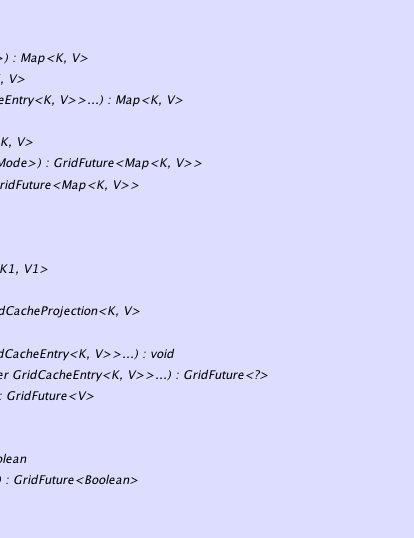 >) : Map<K, V>
, V>
eEntry<K, V>>...) : Map<K, V>
K, V>
Mode>) : GridFuture<Map<K, V>>
ridFuture<Map<K, V>>
K1, V1>
dCacheProjection<K, V>
dCacheEntry<K, V>>...) : void
er GridCacheEntry<K, V>>...) : GridFuture<?>
: GridFuture<V>
olean
) : GridFuture<Boolean>